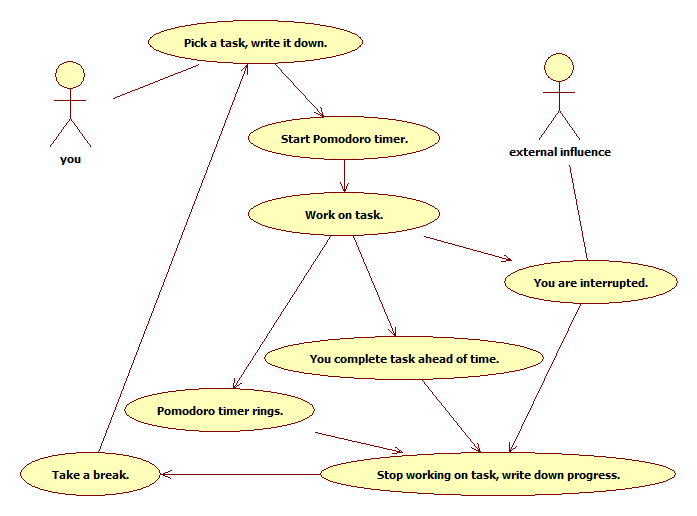 Pick a task, write it down.
you
external influence
Start Pomodoro timer.
Work on task.
You are interrupted.
You complete task ahead of time.
Pomodoro timer rings.
Take a break.
Stop working on task, write down progress.